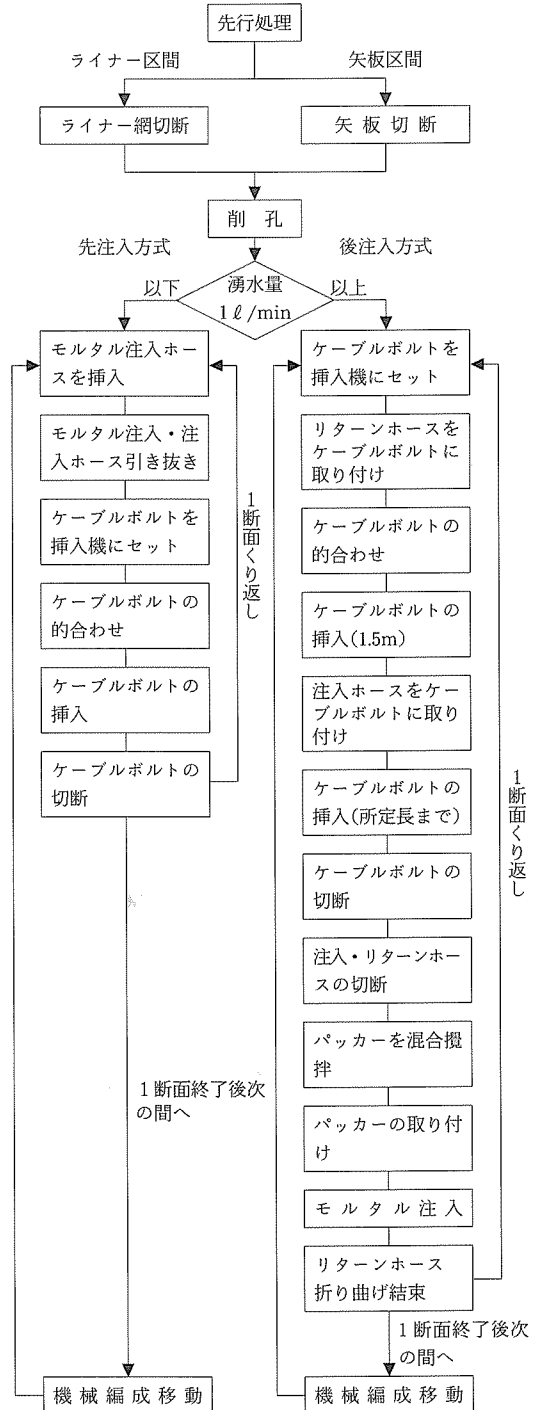 先行処理
ライナー区間
矢板区間
ライナー網切断
矢板切断
削孔
先注入方式
後注入方式
湧水量
1ℓ/min
以下
以上
モルタル注入ホー
スを挿入
モルタル注入・注
入ホース引き抜き
ケーブルボルトを
挿入機にセット
ケーブルボルトの
的合わせ
ケーブルボルトの
挿入
ケーブルボルトの
切断
1断面くり返し
1断面終了後次
の間へ
機械編成移動
ケーブルボルトを
挿入機にセット
リターンホースを
ケーブルボルトに
取り付け
ケーブルボルトの
的合わせ
ケーブルボルトの
挿入(1.5m)
注入ホースをケー
ブルボルトに取り
付け
ケーブルボルトの
挿入(所定長まで)
ケーブルボルトの
切断
注入・リターンホー
スの切断
パッカーを混合攪
拌
パッカーの取り付
け
モルタル注入
リターンホース
折り曲げ結束
1断面くり返し
1断面終了後次
の間へ
機械編成移動